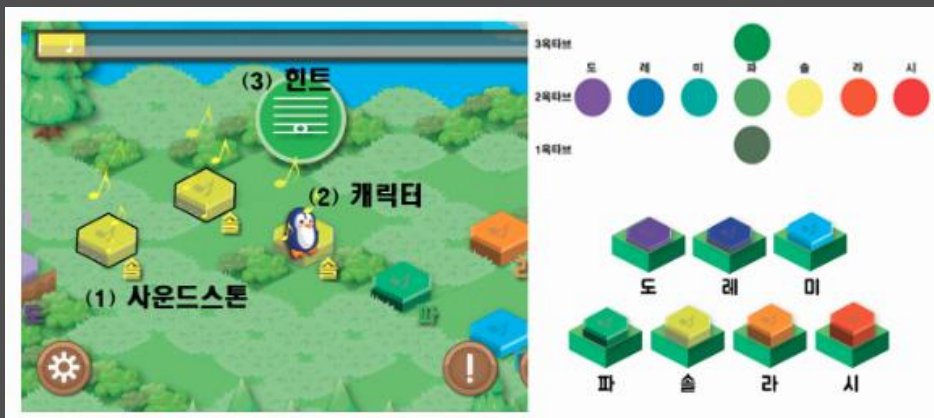 (3) 힌트
(2) 캐릭터
솔
솔
(1) 사운드스톤
파
3옥타브
도 레 미 파 솔 라 시
2옥타브
1옥타브
도 레 미
파 솔 라 시